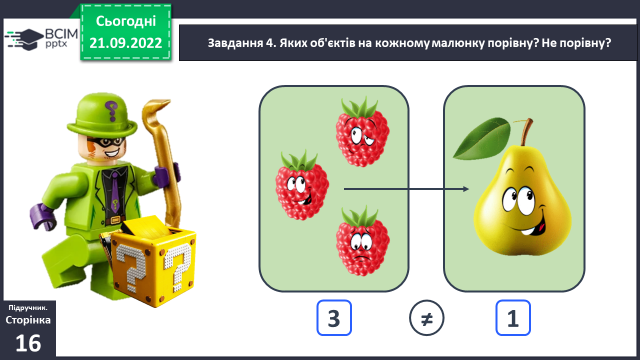 Сьогодні
21.09.2022
BCIM
pptx
Завдання 4. Яких об'єктів на кожному малюнку порівну? Не порівну?
?
? ?
3 ≠ 1
Підручник.
Сторінка
16